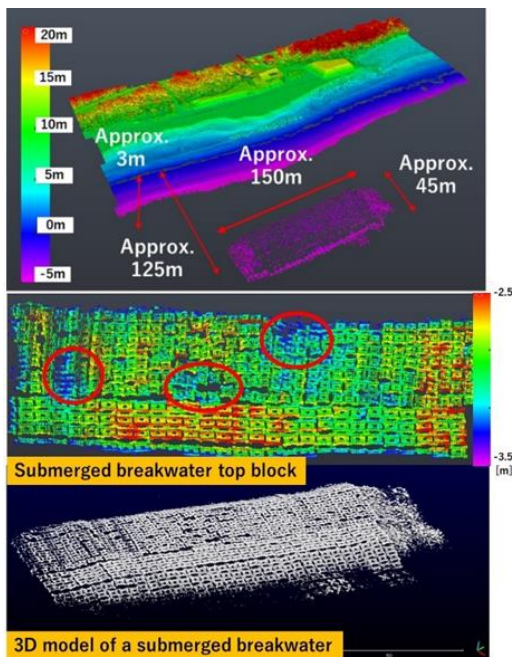 20m
15m
10m
5m
0m
-5m
Approx.
3m
Approx.
150m
Approx.
45m
Approx.
125m
-2.5
-3.5
[m]
Submerged breakwater top block
3D model of a submerged breakwater